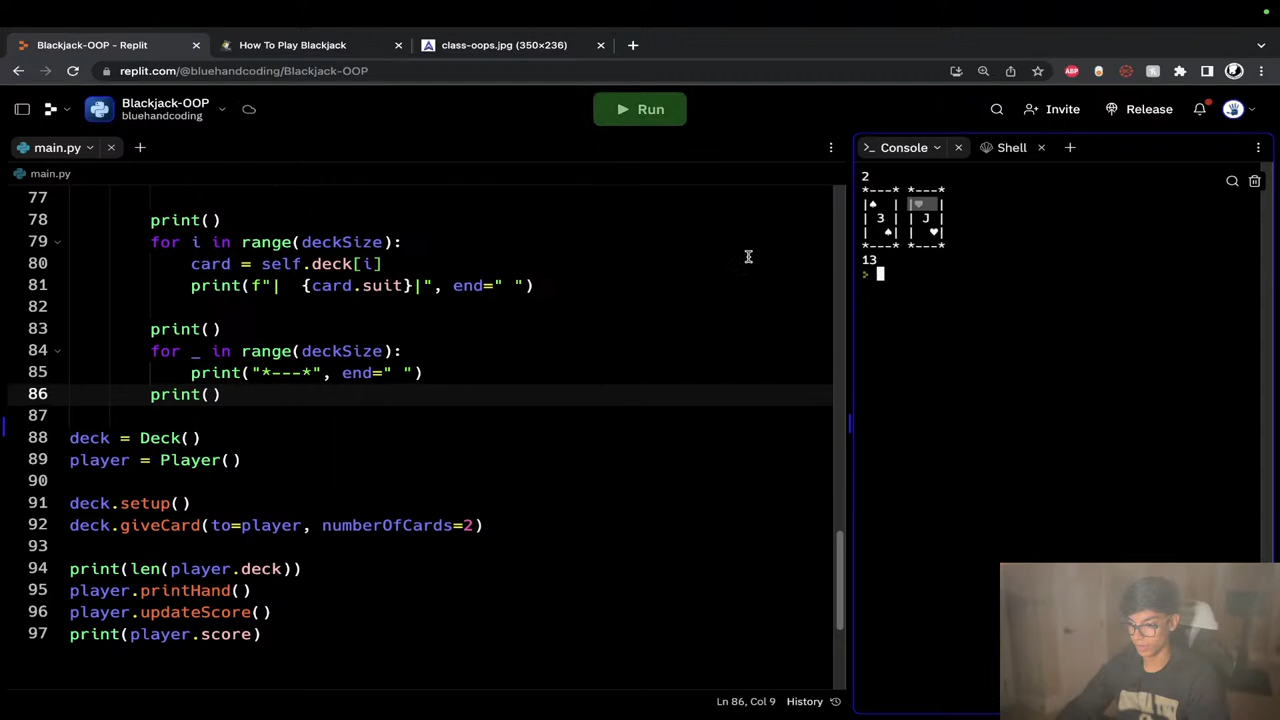 Blackjack-OOP - Replit
How To Play Blackjack
class-oops.jpg (350×236)
replit.com/@bluehandcoding/Blackjack-OOP
Blackjack-OOP
bluehandcoding
Run
Invite
Release
main.py
Console
Shell
main.py
77
78 print()
79 for i in range(deckSize):
80 card = self.deck[i]
81 print(f"|  {card.suit}|", end=" ")
82
83 print()
84 for _ in range(deckSize):
85 print("*---*", end=" ")
86 print()
87
88 deck = Deck()
89 player = Player()
90
91 deck.setup()
92 deck.giveCard(to=player, numberOfCards=2)
93
94 print(len(player.deck))
95 player.printHand()
96 player.updateScore()
97 print(player.score)
2
*---* *---*
|♠  | |♥  |
| 3 | | J |
|  ♠| |  ♥|
*---* *---*
13
>
Ln 86, Col 9 History